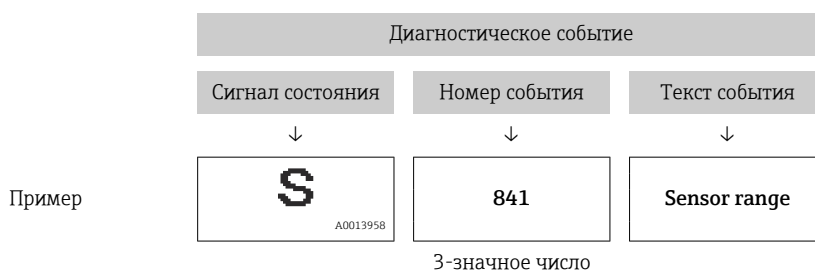 Диагностическое событие
Сигнал состояния Номер события Текст события
↓ ↓ ↓
Пример S 841 Sensor range
A0013958
3-значное число